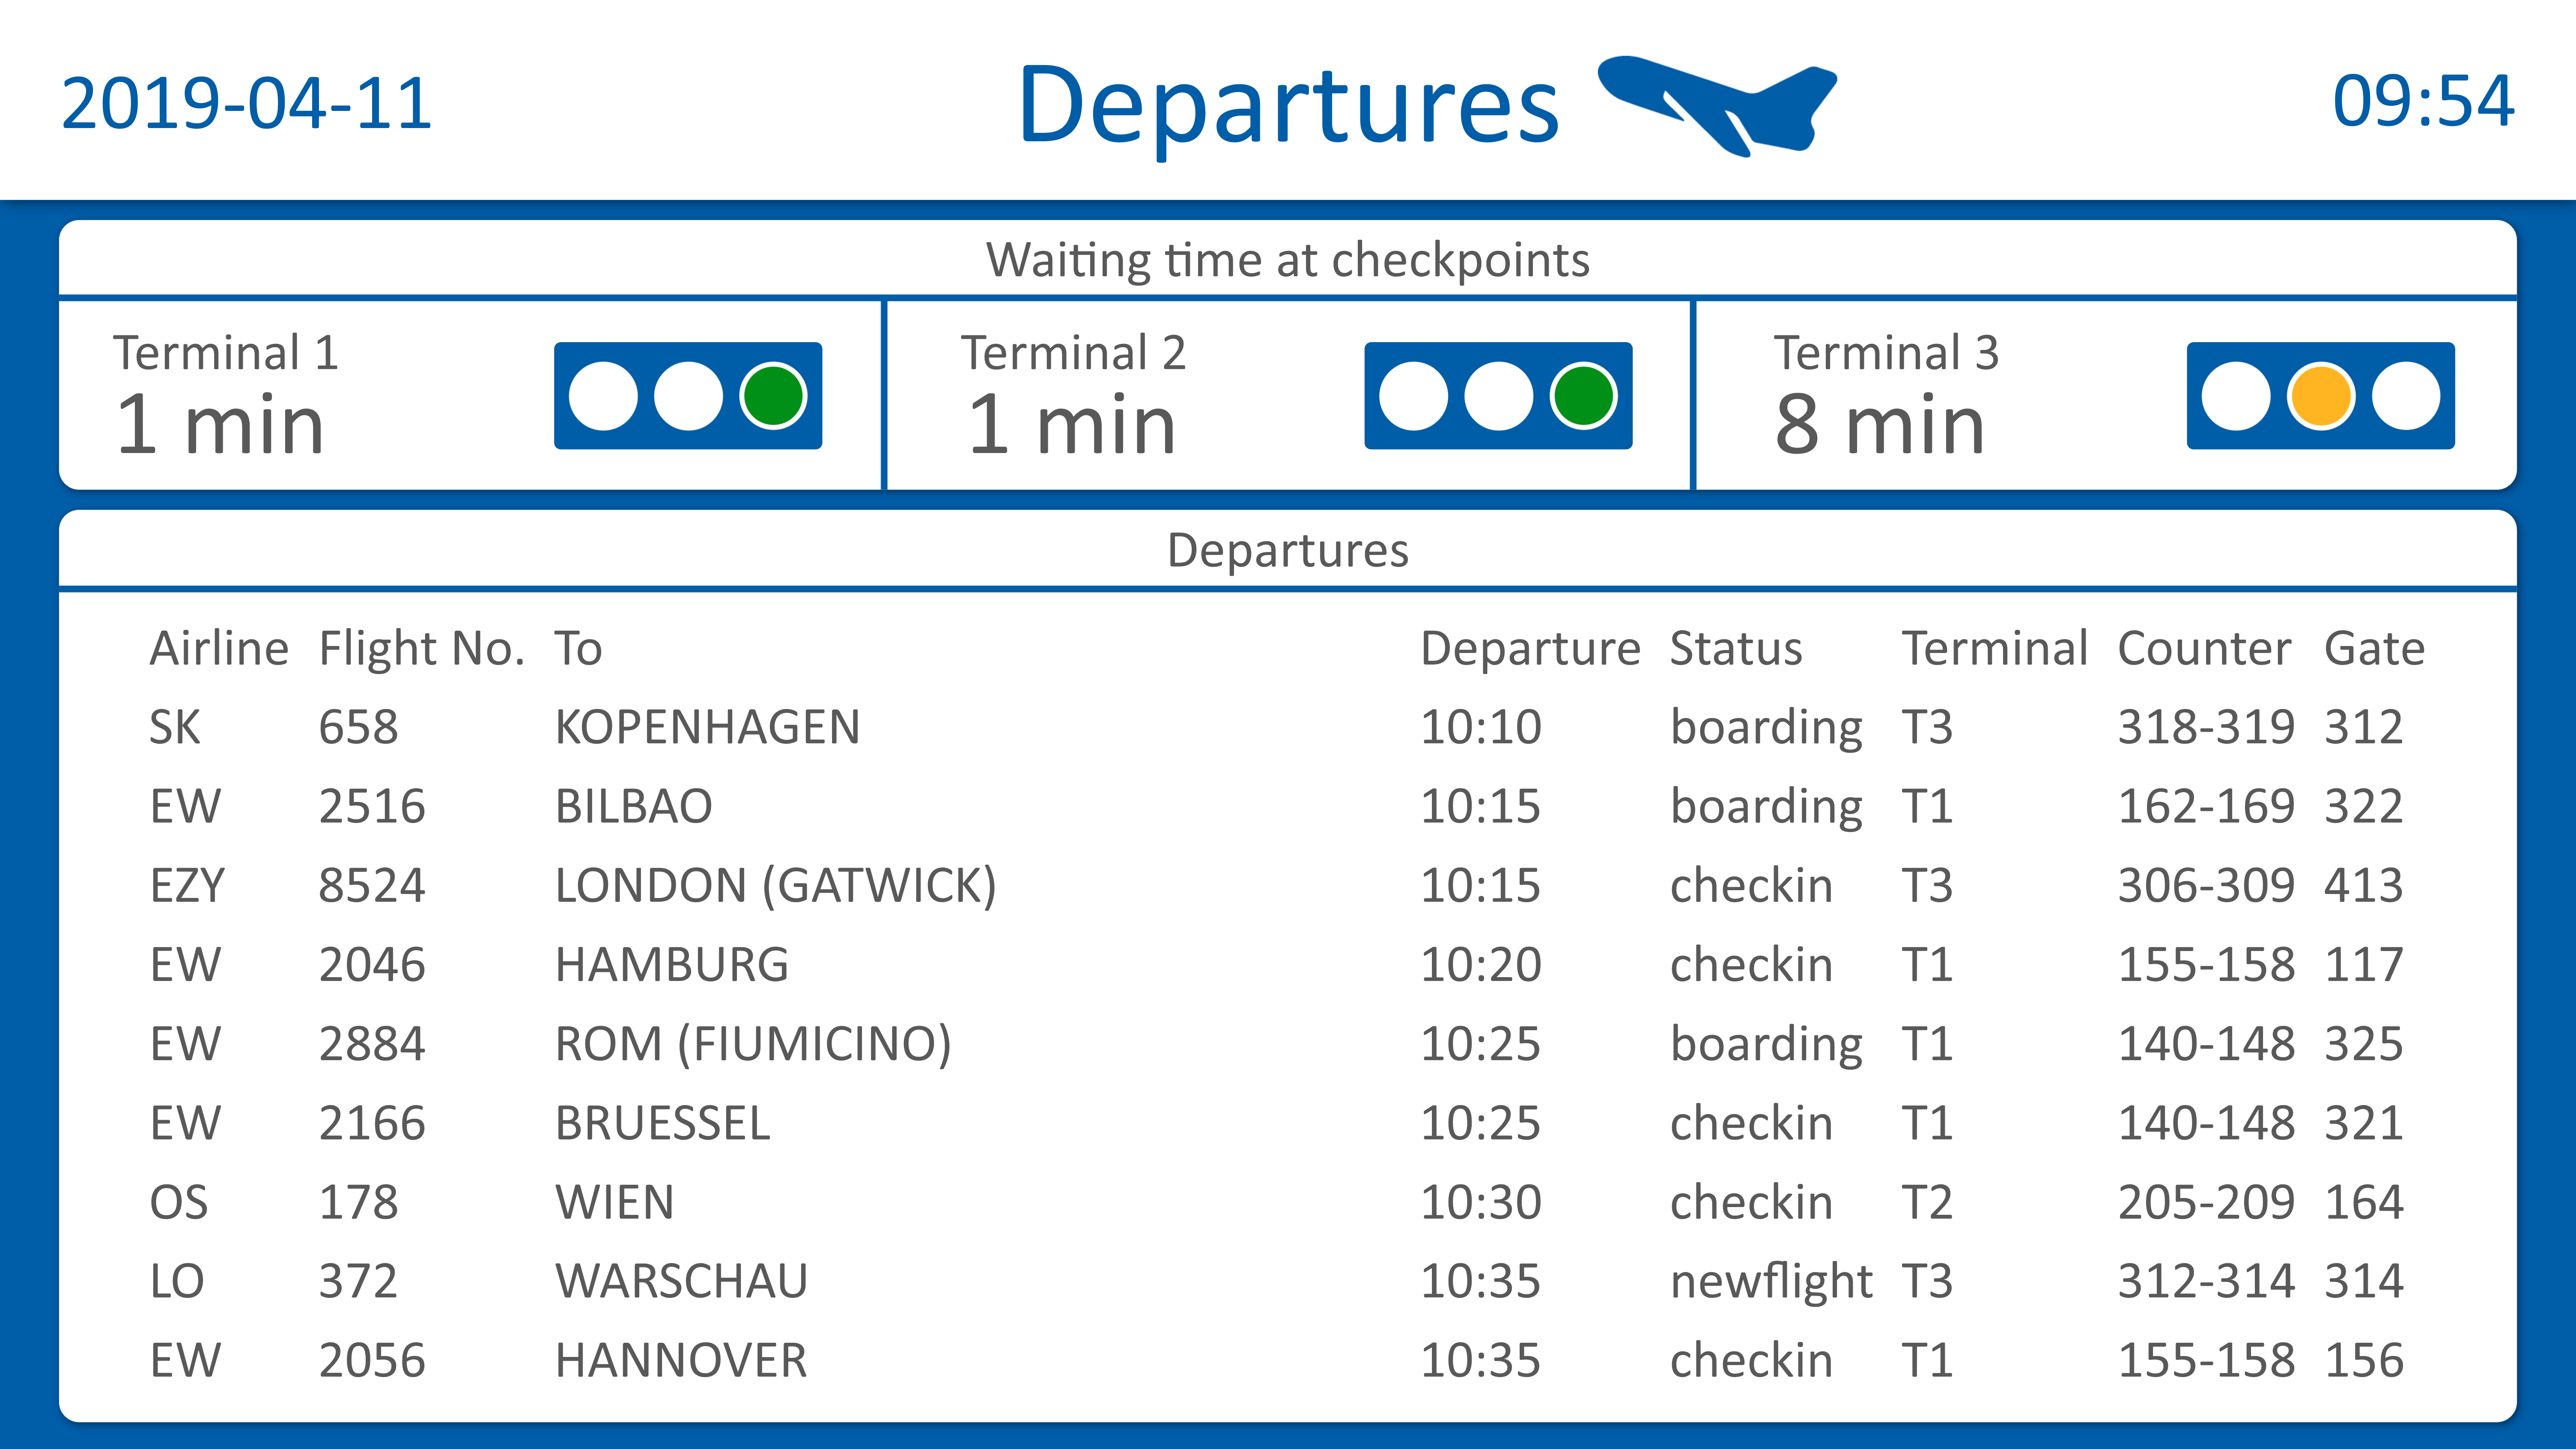 2019-04-11 Departures 09:54
Waiting time at checkpoints
Terminal 1 Terminal 2 Terminal 3
1 min 1 min 8 min
Departures
Airline Flight No. To Departure Status Terminal Counter Gate
SK 658 KOPENHAGEN 10:10 boarding T3 318-319 312
EW 2516 BILBAO 10:15 boarding T1 162-169 322
EZY 8524 LONDON (GATWICK) 10:15 checkin T3 306-309 413
EW 2046 HAMBURG 10:20 checkin T1 155-158 117
EW 2884 ROM (FIUMICINO) 10:25 boarding T1 140-148 325
EW 2166 BRUESSEL 10:25 checkin T1 140-148 321
OS 178 WIEN 10:30 checkin T2 205-209 164
LO 372 WARSCHAU 10:35 newflight T3 312-314 314
EW 2056 HANNOVER 10:35 checkin T1 155-158 156